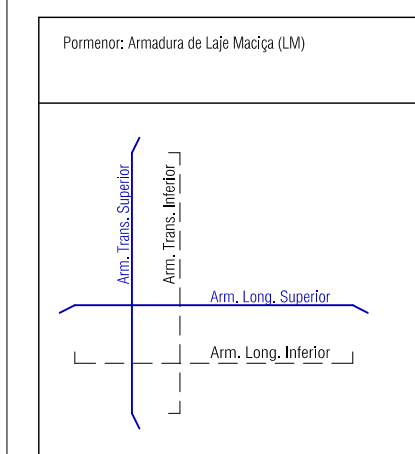 Pormenor: Armadura de Laje Maciça (LM)
Arm. Trans. Superior
Arm. Trans. Inferior
Arm. Long. Superior
Arm. Long. Inferior